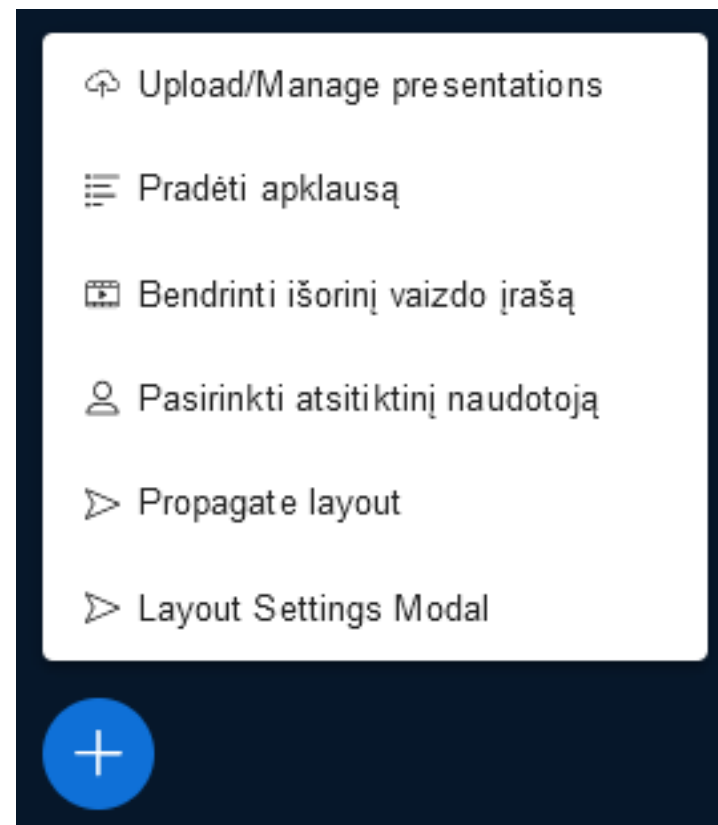 Upload/Manage presentations
Pradėti apklausą
Bendrinti išorinį vaizdo įrašą
Pasirinkti atsitiktinį naudotoją
Propagate layout
Layout Settings Modal